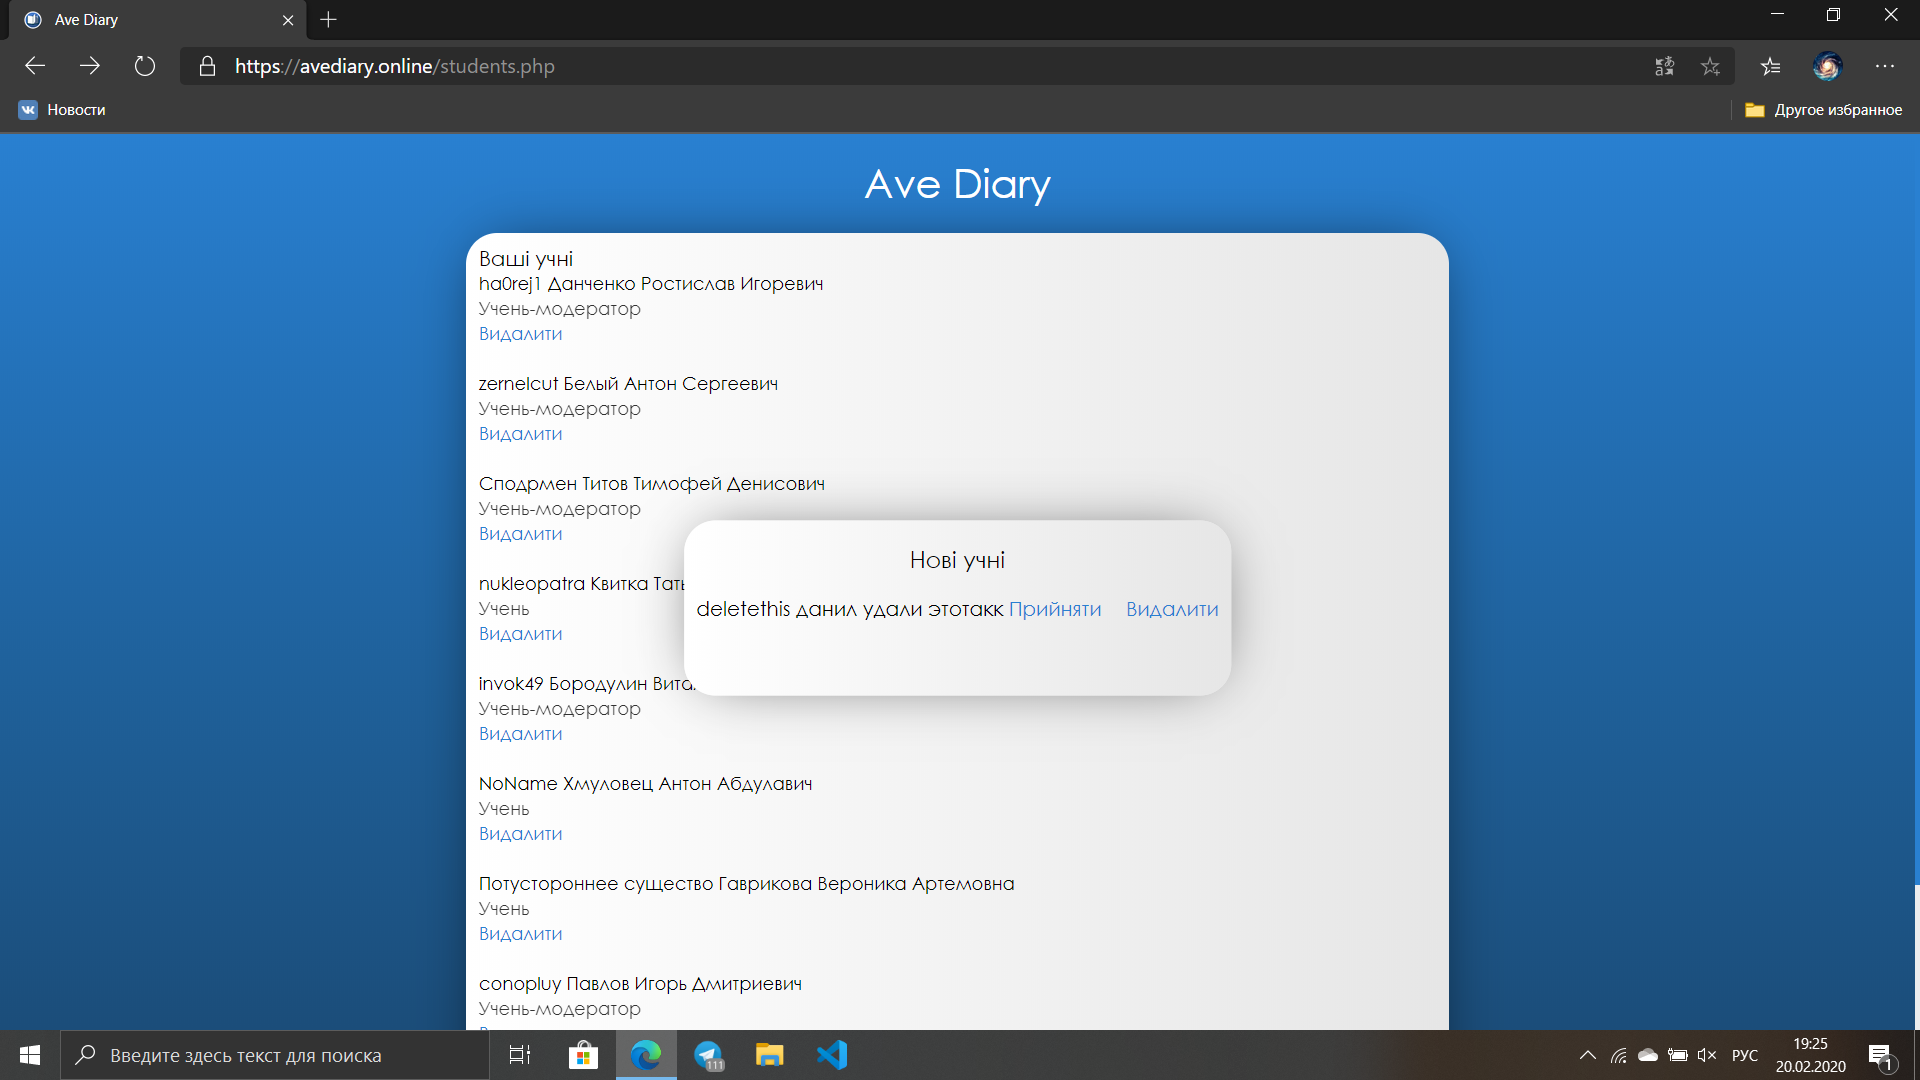 Ave Diary
https://avediary.online/students.php
Новости
Другое избранное
Ave Diary
Ваші учні
ha0rej1 Данченко Ростислав Игоревич
Учень-модератор
Видалити
zernelcut Белый Антон Сергеевич
Учень-модератор
Видалити
Сподрмен Титов Тимофей Денисович
Учень-модератор
Видалити
nukleopatra Квитка
Учень
Видалити
invok49 Бородулин
Учень-модератор
Видалити
Нові учні
deletethis данил удали этотакк Прийняти Видалити
NoName Хмуловец Антон Абдулавич
Учень
Видалити
Потустороннее существо Гаврикова Вероника Артемовна
Учень
Видалити
conopluy Павлов Игорь Дмитриевич
Учень-модератор
Введите здесь текст для поиска
111
РУС
19:25
20.02.2020
1